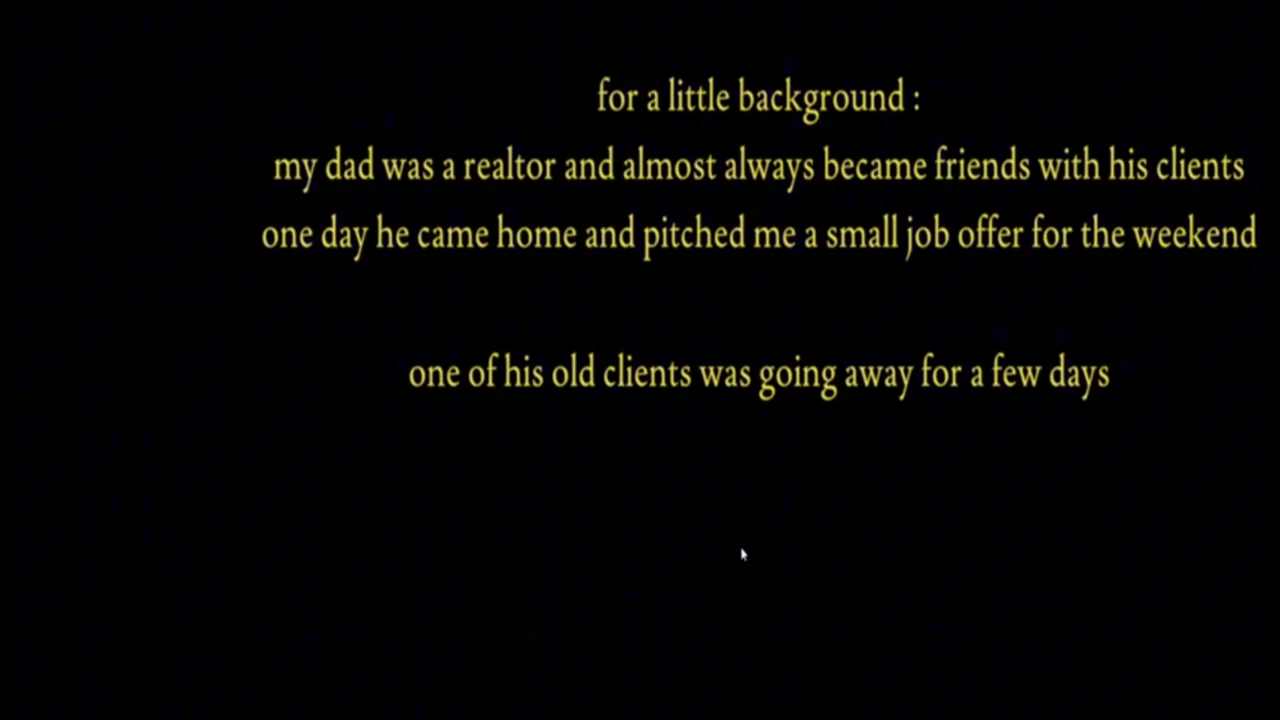 for a little background :
my dad was a realtor and almost always became friends with his clients
one day he came home and pitched me a small job offer for the weekend
one of his old clients was going away for a few days